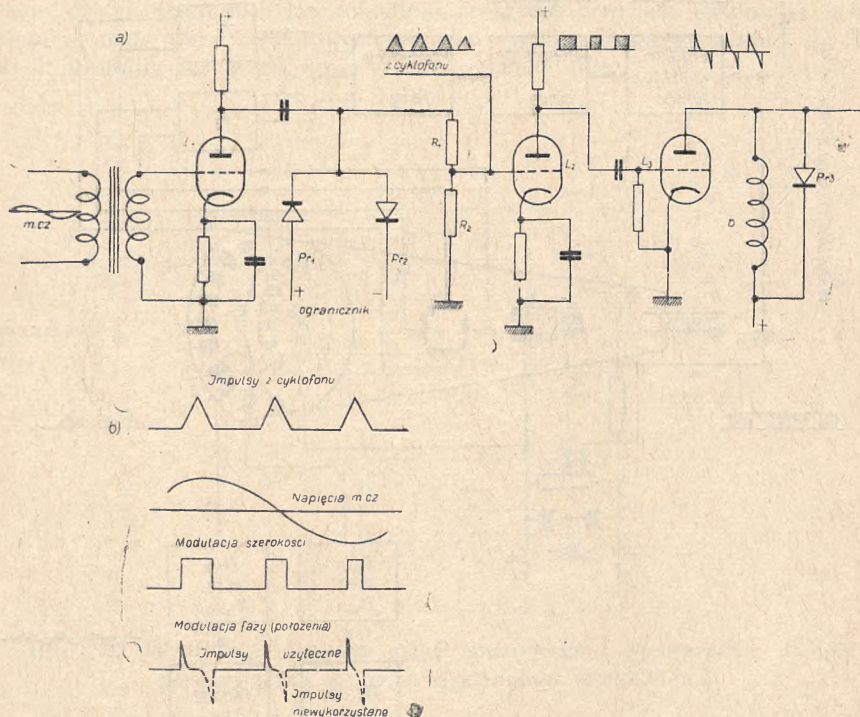 a)
+
+
z cyklofonu
m.cz
R₁
R₂
L₂
L₃
Pr₁
Pr₂
Pr₃
+
−
ogranicznik
+
b)
Impulsy z cyklofonu
Napięcia m.cz
Modulacja szerokości
Modulacja fazy (położenia)
Impulsy użyteczne
Impulsy
niewykorzystane